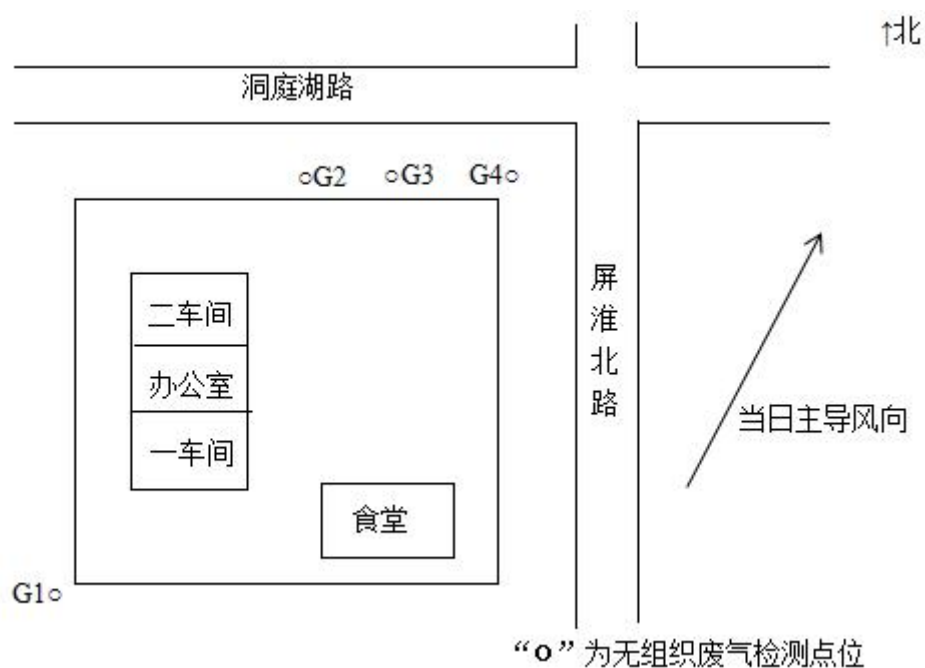 ↑北
洞庭湖路
○G2 ○G3 G4○
二车间
办公室
一车间
食堂
屏淮北路
当日主导风向
G1○
“o”为无组织废气检测点位